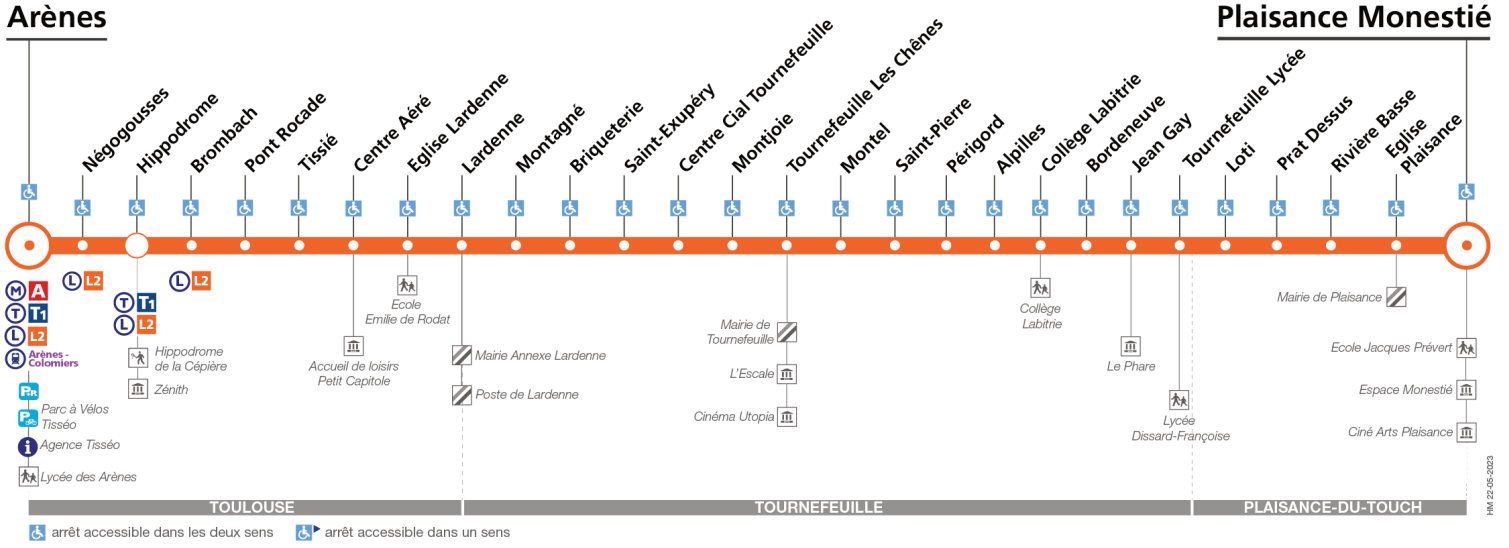 Arènes
Plaisance Monestié
Négogousses
Hippodrome
Brombach
Pont Rocade
Tissié
Centre Aéré
Eglise Lardenne
Lardenne
Montagné
Briqueterie
Saint-Exupéry
Centre Cial Tournefeuille
Montjoie
Tournefeuille Les Chênes
Montel
Saint-Pierre
Périgord
Alpilles
Collège Labitrie
Bordeneuve
Jean Gay
Tournefeuille Lycée
Loti
Prat Dessus
Rivière Basse
Eglise
Plaisance
M A
T T1
L L2
Arènes -
Colomiers
P+R
P
Parc à Vélos
Tisséo
i
Agence Tisséo
Lycée des Arènes
L L2
T T1
L L2
Hippodrome
de la Cépière
Zénith
L L2
Accueil de loisirs
Petit Capitole
Ecole
Emilie de Rodat
Mairie Annexe Lardenne
Poste de Lardenne
Mairie de
Tournefeuille
L'Escale
Cinéma Utopia
Collège
Labitrie
Le Phare
Lycée
Dissard-Françoise
Mairie de Plaisance
Ecole Jacques Prévert
Espace Monestié
Ciné Arts Plaisance
TOULOUSE
TOURNEFEUILLE
PLAISANCE-DU-TOUCH
arrêt accessible dans les deux sens
arrêt accessible dans un sens
HM 22-05-2023